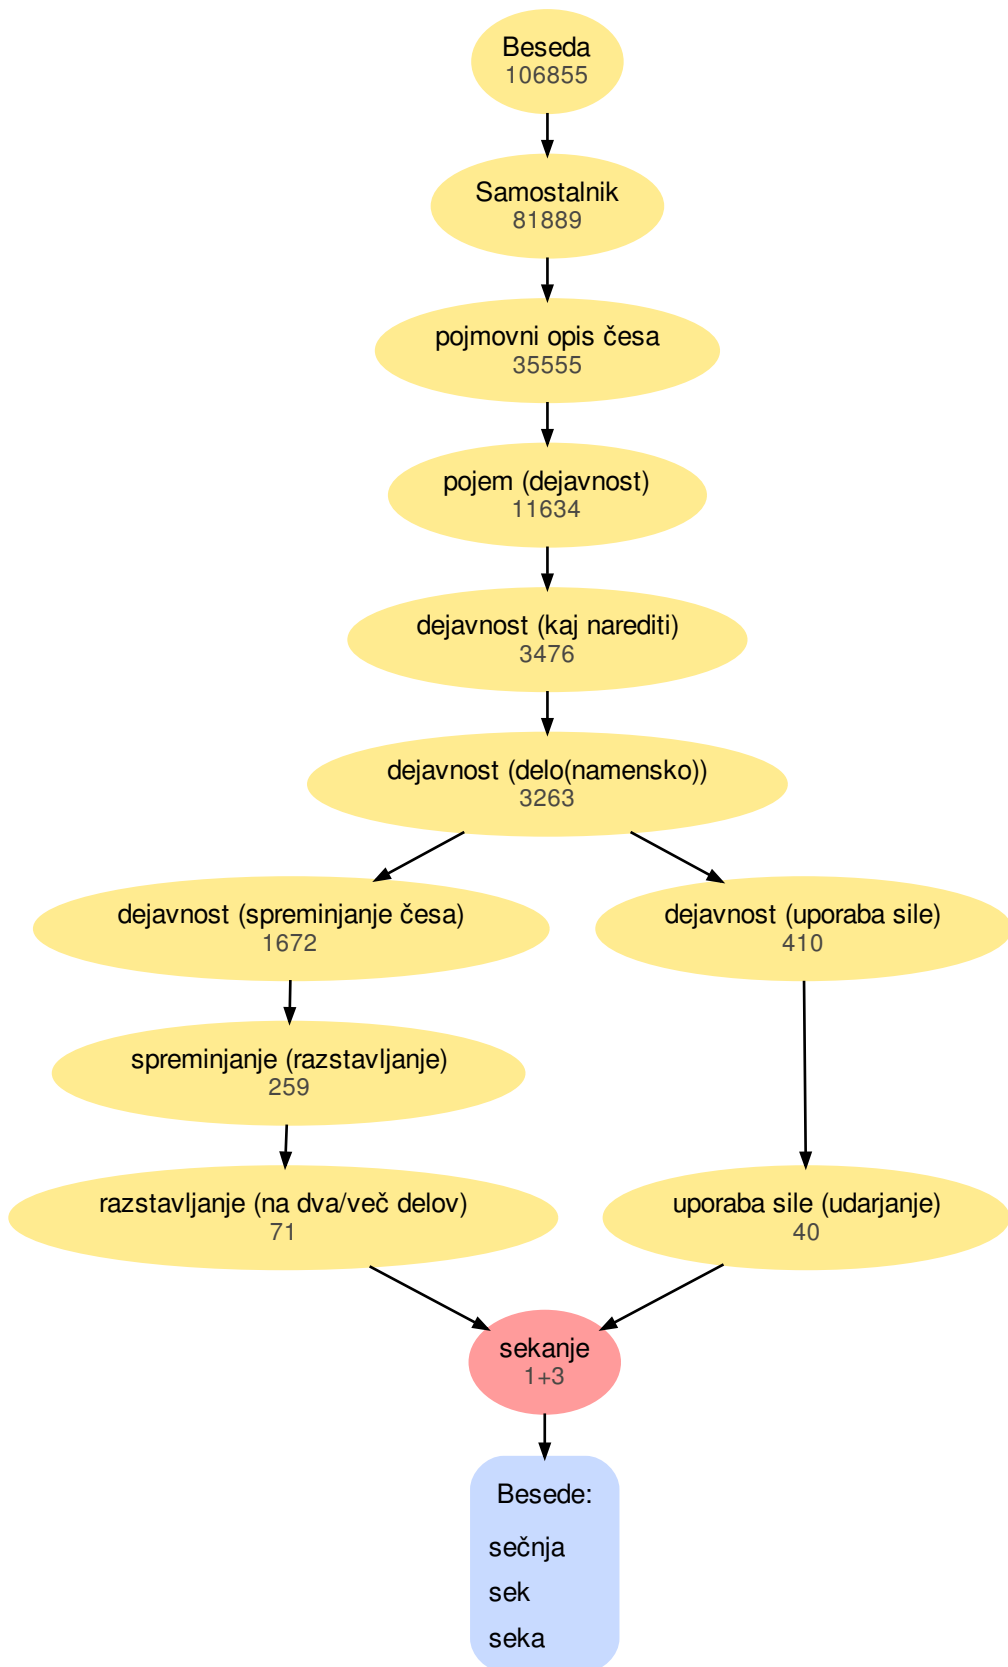 Beseda
106855
Samostalnik
81889
pojmovni opis česa
35555
pojem (dejavnost)
11634
dejavnost (kaj narediti)
3476
dejavnost (delo(namensko))
3263
dejavnost (spreminjanje česa)
1672
dejavnost (uporaba sile)
410
spreminjanje (razstavljanje)
259
razstavljanje (na dva/več delov)
71
uporaba sile (udarjanje)
40
sekanje
1+3
Besede:
sečnja
sek
seka